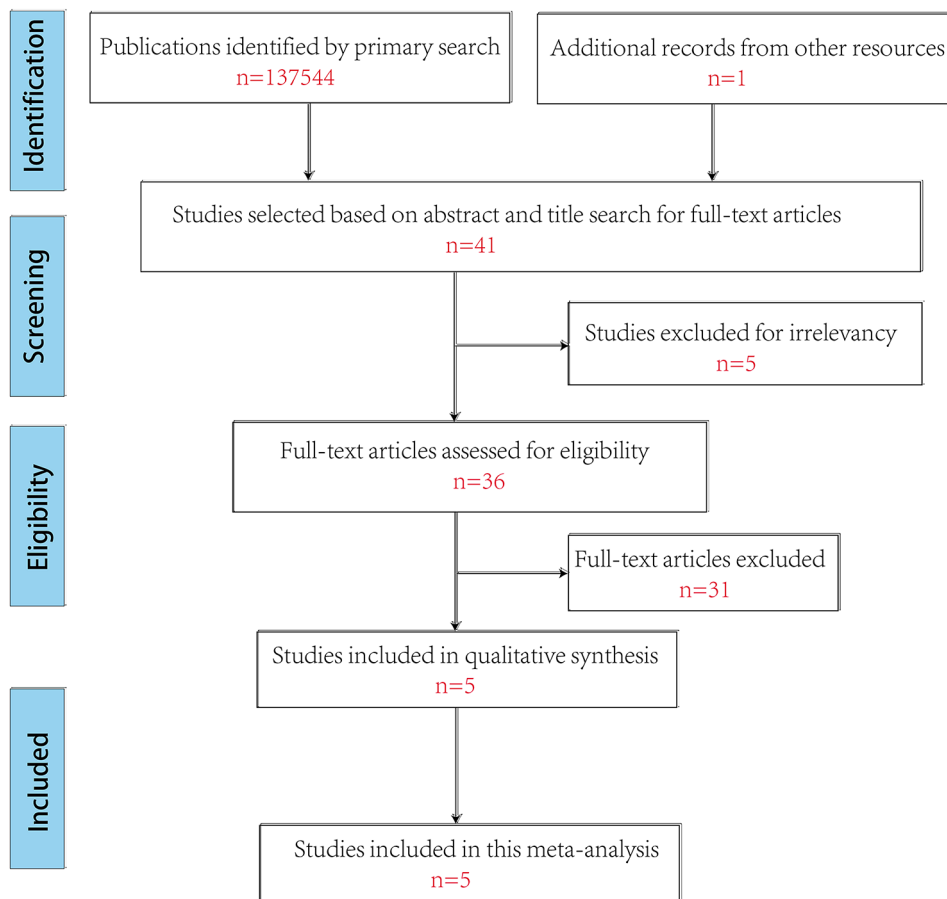 Identification
Publications identified by primary search
n=137544
Additional records from other resources
n=1
Studies selected based on abstract and title search for full-text articles
n=41
Screening
Studies excluded for irrelevancy
n=5
Eligibility
Full-text articles assessed for eligibility
n=36
Full-text articles excluded
n=31
Studies included in qualitative synthesis
n=5
Included
Studies included in this meta-analysis
n=5